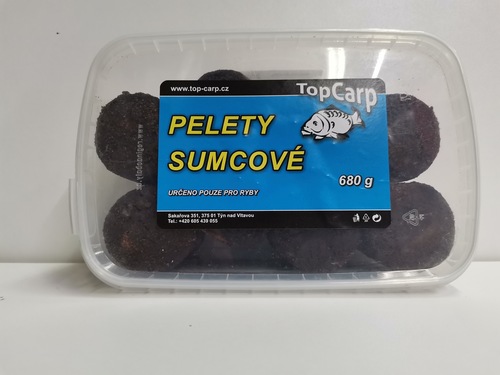 www.top-carp.cz
TopCarp
PELETY
SUMCOVÉ
680 g
URČENO POUZE PRO RYBY
Sakařova 351, 375 01 Týn nad Vltavou
Tel.: +420 605 439 055